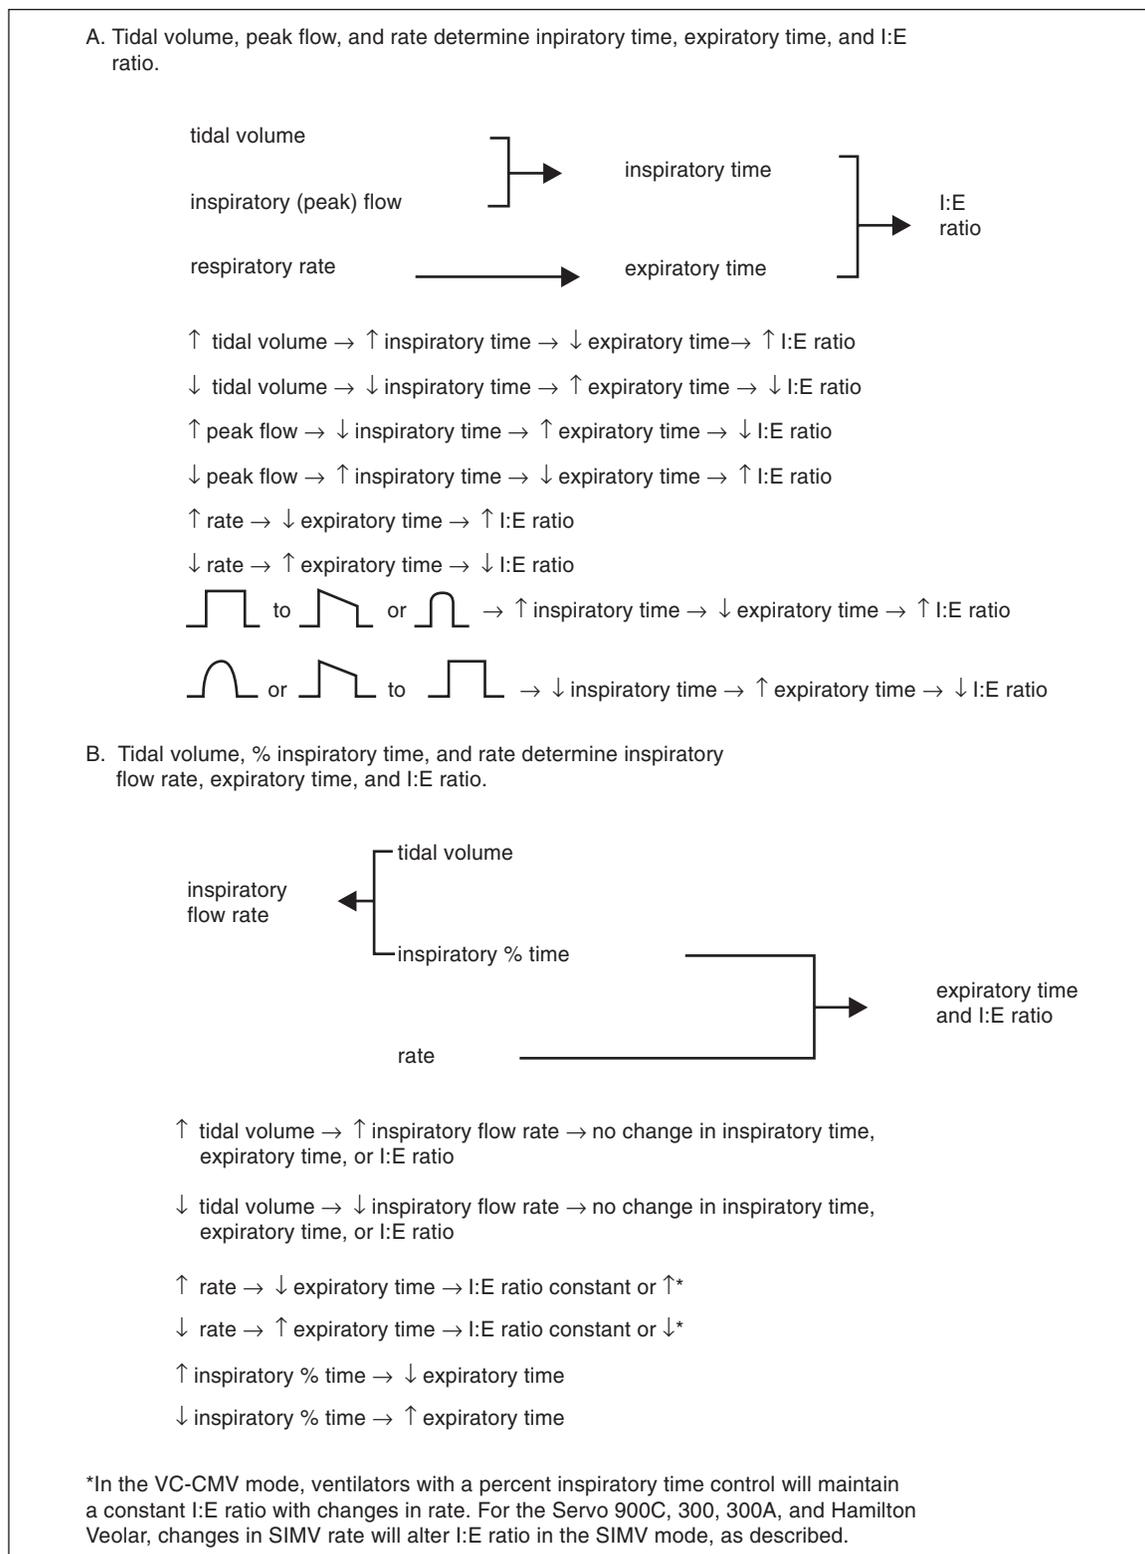 A. Tidal volume, peak flow, and rate determine inpiratory time, expiratory time, and I:E
ratio.
tidal volume
inspiratory (peak) flow
respiratory rate
inspiratory time
expiratory time
I:E
ratio
↑ tidal volume → ↑ inspiratory time → ↓ expiratory time→ ↑ I:E ratio
↓ tidal volume → ↓ inspiratory time → ↑ expiratory time → ↓ I:E ratio
↑ peak flow → ↓ inspiratory time → ↑ expiratory time → ↓ I:E ratio
↓ peak flow → ↑ inspiratory time → ↓ expiratory time → ↑ I:E ratio
↑ rate → ↓ expiratory time → ↑ I:E ratio
↓ rate → ↑ expiratory time → ↓ I:E ratio
to or → ↑ inspiratory time → ↓ expiratory time → ↑ I:E ratio
or to → ↓ inspiratory time → ↑ expiratory time → ↓ I:E ratio
B. Tidal volume, % inspiratory time, and rate determine inspiratory
flow rate, expiratory time, and I:E ratio.
inspiratory
flow rate
tidal volume
inspiratory % time
rate
expiratory time
and I:E ratio
↑ tidal volume → ↑ inspiratory flow rate → no change in inspiratory time,
expiratory time, or I:E ratio
↓ tidal volume → ↓ inspiratory flow rate → no change in inspiratory time,
expiratory time, or I:E ratio
↑ rate → ↓ expiratory time → I:E ratio constant or ↑*
↓ rate → ↑ expiratory time → I:E ratio constant or ↓*
↑ inspiratory % time → ↓ expiratory time
↓ inspiratory % time → ↑ expiratory time
*In the VC-CMV mode, ventilators with a percent inspiratory time control will maintain
a constant I:E ratio with changes in rate. For the Servo 900C, 300, 300A, and Hamilton
Veolar, changes in SIMV rate will alter I:E ratio in the SIMV mode, as described.